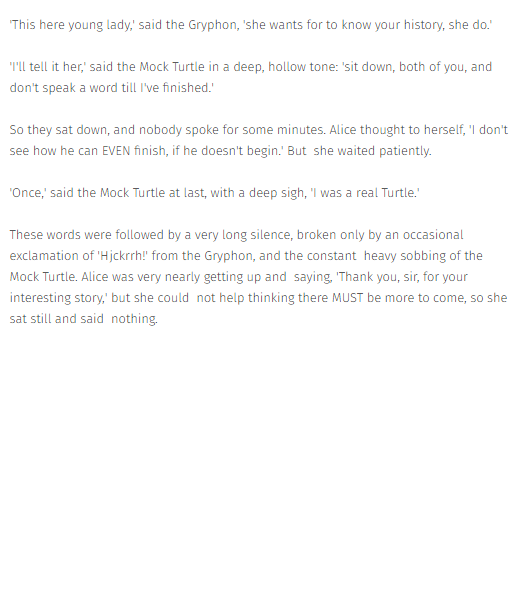 'This here young lady,' said the Gryphon, 'she wants for to know your history, she do.'
'I'll tell it her,' said the Mock Turtle in a deep, hollow tone: 'sit down, both of you, and
don't speak a word till I've finished.'
So they sat down, and nobody spoke for some minutes. Alice thought to herself, 'I don't
see how he can EVEN finish, if he doesn't begin.' But  she waited patiently.
'Once,' said the Mock Turtle at last, with a deep sigh, 'I was a real Turtle.'
These words were followed by a very long silence, broken only by an occasional
exclamation of 'Hjckrrh!' from the Gryphon, and the constant  heavy sobbing of the
Mock Turtle. Alice was very nearly getting up and  saying, 'Thank you, sir, for your
interesting story,' but she could  not help thinking there MUST be more to come, so she
sat still and said  nothing.